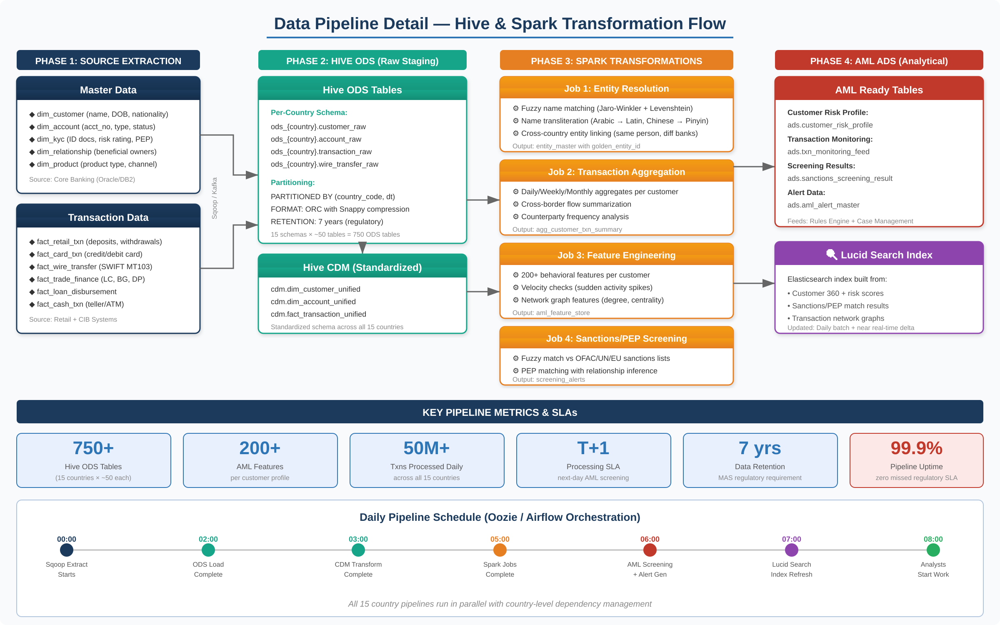 Data Pipeline Detail — Hive & Spark Transformation Flow
PHASE 1: SOURCE EXTRACTION
Master Data
◆ dim_customer (name, DOB, nationality)
◆ dim_account (acct_no, type, status)
◆ dim_kyc (ID docs, risk rating, PEP)
◆ dim_relationship (beneficial owners)
◆ dim_product (product type, channel)
Source: Core Banking (Oracle/DB2)
Transaction Data
◆ fact_retail_txn (deposits, withdrawals)
◆ fact_card_txn (credit/debit card)
◆ fact_wire_transfer (SWIFT MT103)
◆ fact_trade_finance (LC, BG, DP)
◆ fact_loan_disbursement
◆ fact_cash_txn (teller/ATM)
Source: Retail + CIB Systems
Sqoop / Kafka
PHASE 2: HIVE ODS (Raw Staging)
Hive ODS Tables
Per-Country Schema:
ods_{country}.customer_raw
ods_{country}.account_raw
ods_{country}.transaction_raw
ods_{country}.wire_transfer_raw
Partitioning:
PARTITIONED BY (country_code, dt)
FORMAT: ORC with Snappy compression
RETENTION: 7 years (regulatory)
15 schemas × ~50 tables = 750 ODS tables
Hive CDM (Standardized)
cdm.dim_customer_unified
cdm.dim_account_unified
cdm.fact_transaction_unified
Standardized schema across all 15 countries
PHASE 3: SPARK TRANSFORMATIONS
Job 1: Entity Resolution
⚙ Fuzzy name matching (Jaro-Winkler + Levenshtein)
⚙ Name transliteration (Arabic → Latin, Chinese → Pinyin)
⚙ Cross-country entity linking (same person, diff banks)
Output: entity_master with golden_entity_id
Job 2: Transaction Aggregation
⚙ Daily/Weekly/Monthly aggregates per customer
⚙ Cross-border flow summarization
⚙ Counterparty frequency analysis
Output: agg_customer_txn_summary
Job 3: Feature Engineering
⚙ 200+ behavioral features per customer
⚙ Velocity checks (sudden activity spikes)
⚙ Network graph features (degree, centrality)
Output: aml_feature_store
Job 4: Sanctions/PEP Screening
⚙ Fuzzy match vs OFAC/UN/EU sanctions lists
⚙ PEP matching with relationship inference
Output: screening_alerts
PHASE 4: AML ADS (Analytical)
AML Ready Tables
Customer Risk Profile:
ads.customer_risk_profile
Transaction Monitoring:
ads.txn_monitoring_feed
Screening Results:
ads.sanctions_screening_result
Alert Data:
ads.aml_alert_master
Feeds: Rules Engine + Case Management
🔍 Lucid Search Index
Elasticsearch index built from:
• Customer 360 + risk scores
• Sanctions/PEP match results
• Transaction network graphs
Updated: Daily batch + near real-time delta
KEY PIPELINE METRICS & SLAs
750+
Hive ODS Tables
(15 countries × ~50 each)
200+
AML Features
per customer profile
50M+
Txns Processed Daily
across all 15 countries
T+1
Processing SLA
next-day AML screening
7 yrs
Data Retention
MAS regulatory requirement
99.9%
Pipeline Uptime
zero missed regulatory SLA
Daily Pipeline Schedule (Oozie / Airflow Orchestration)
00:00
Sqoop Extract
Starts
02:00
ODS Load
Complete
03:00
CDM Transform
Complete
05:00
Spark Jobs
Complete
06:00
AML Screening
+ Alert Gen
07:00
Lucid Search
Index Refresh
08:00
Analysts
Start Work
All 15 country pipelines run in parallel with country-level dependency management